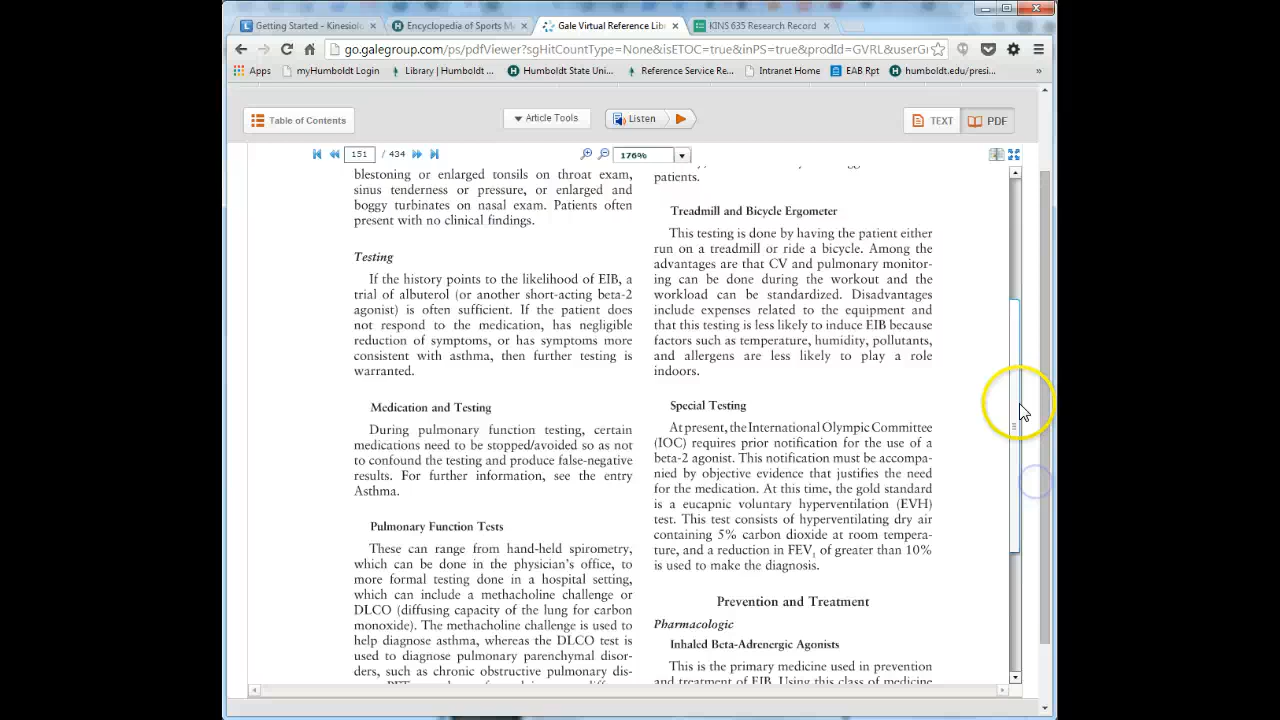 Getting Started - Kinesiol
Encyclopedia of Sports M
Gale Virtual Reference Lib
KINS 635 Research Record
go.galegroup.com/ps/pdfViewer?sgHitCountType=None&isETOC=true&inPS=true&prodId=GVRL&userGr
Apps
myHumboldt Login
Library | Humboldt ...
Humboldt State Uni...
Reference Service Re...
Intranet Home
EAB Rpt
humboldt.edu/presi...
»
Table of Contents
Article Tools
Listen
TEXT
PDF
151 / 434
176%
blestoning or enlarged tonsils on throat exam,
sinus tenderness or pressure, or enlarged and
boggy turbinates on nasal exam. Patients often
present with no clinical findings.
Testing
If the history points to the likelihood of EIB, a
trial of albuterol (or another short-acting beta-2
agonist) is often sufficient. If the patient does
not respond to the medication, has negligible
reduction of symptoms, or has symptoms more
consistent with asthma, then further testing is
warranted.
Medication and Testing
During pulmonary function testing, certain
medications need to be stopped/avoided so as not
to confound the testing and produce false-negative
results. For further information, see the entry
Asthma.
Pulmonary Function Tests
These can range from hand-held spirometry,
which can be done in the physician's office, to
more formal testing done in a hospital setting,
which can include a methacholine challenge or
DLCO (diffusing capacity of the lung for carbon
monoxide). The methacholine challenge is used to
help diagnose asthma, whereas the DLCO test is
used to diagnose pulmonary parenchymal disor-
ders, such as chronic obstructive pulmonary dis-
patients.
Treadmill and Bicycle Ergometer
This testing is done by having the patient either
run on a treadmill or ride a bicycle. Among the
advantages are that CV and pulmonary monitor-
ing can be done during the workout and the
workload can be standardized. Disadvantages
include expenses related to the equipment and
that this testing is less likely to induce EIB because
factors such as temperature, humidity, pollutants,
and allergens are less likely to play a role
indoors.
Special Testing
At present, the International Olympic Committee
(IOC) requires prior notification for the use of a
beta-2 agonist. This notification must be accompa-
nied by objective evidence that justifies the need
for the medication. At this time, the gold standard
is a eucapnic voluntary hyperventilation (EVH)
test. This test consists of hyperventilating dry air
containing 5% carbon dioxide at room tempera-
ture, and a reduction in FEV1 of greater than 10%
is used to make the diagnosis.
Prevention and Treatment
Pharmacologic
Inhaled Beta-Adrenergic Agonists
This is the primary medicine used in prevention
and treatment of EIB. Using this class of medicine